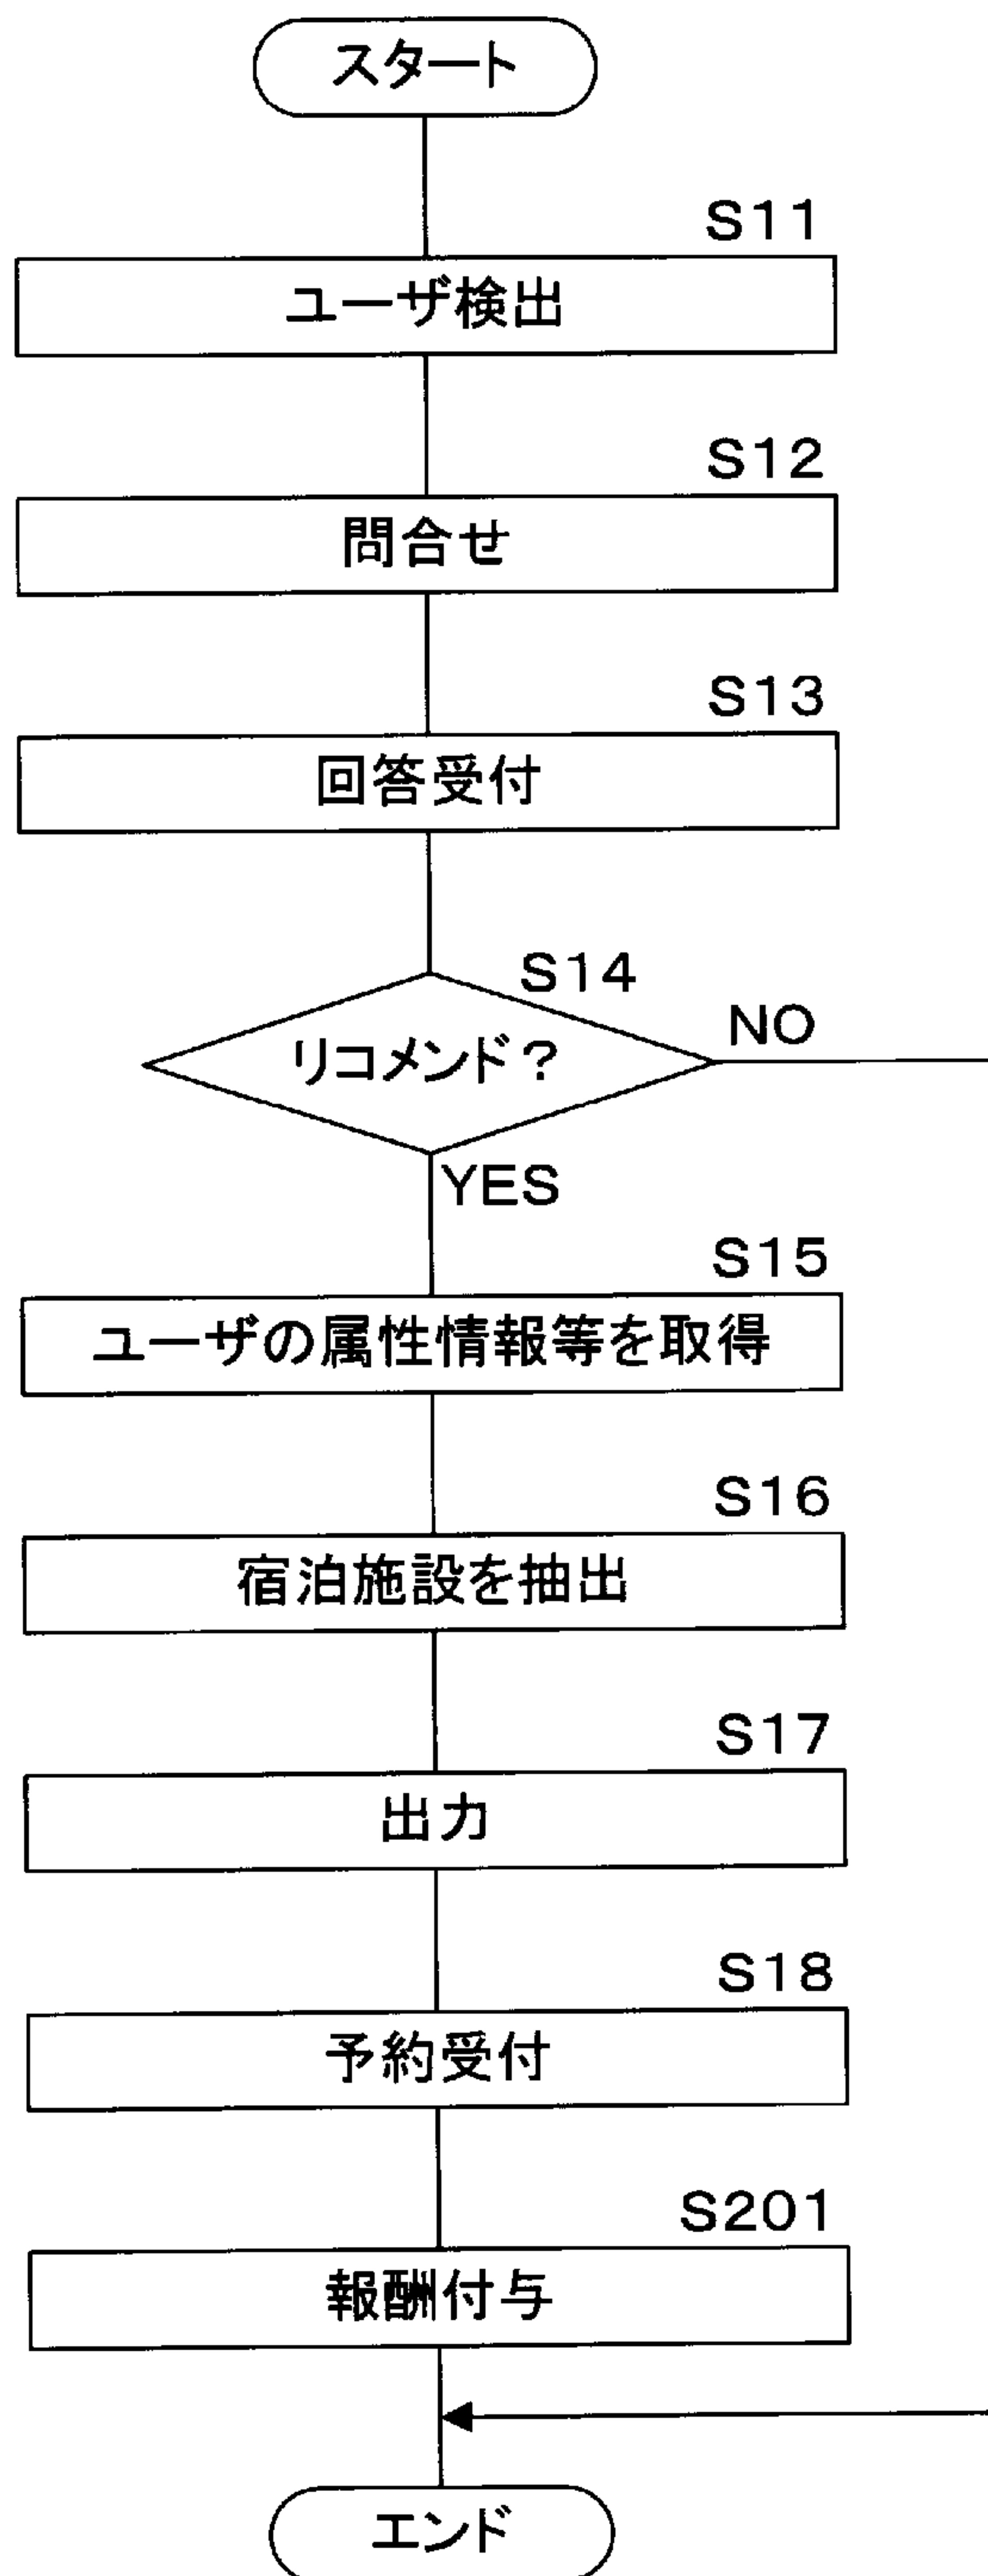 スタート
S11
ユーザ検出
S12
問合せ
S13
回答受付
S14
リコメンド?
NO
YES
S15
ユーザの属性情報等を取得
S16
宿泊施設を抽出
S17
出力
S18
予約受付
S201
報酬付与
エンド